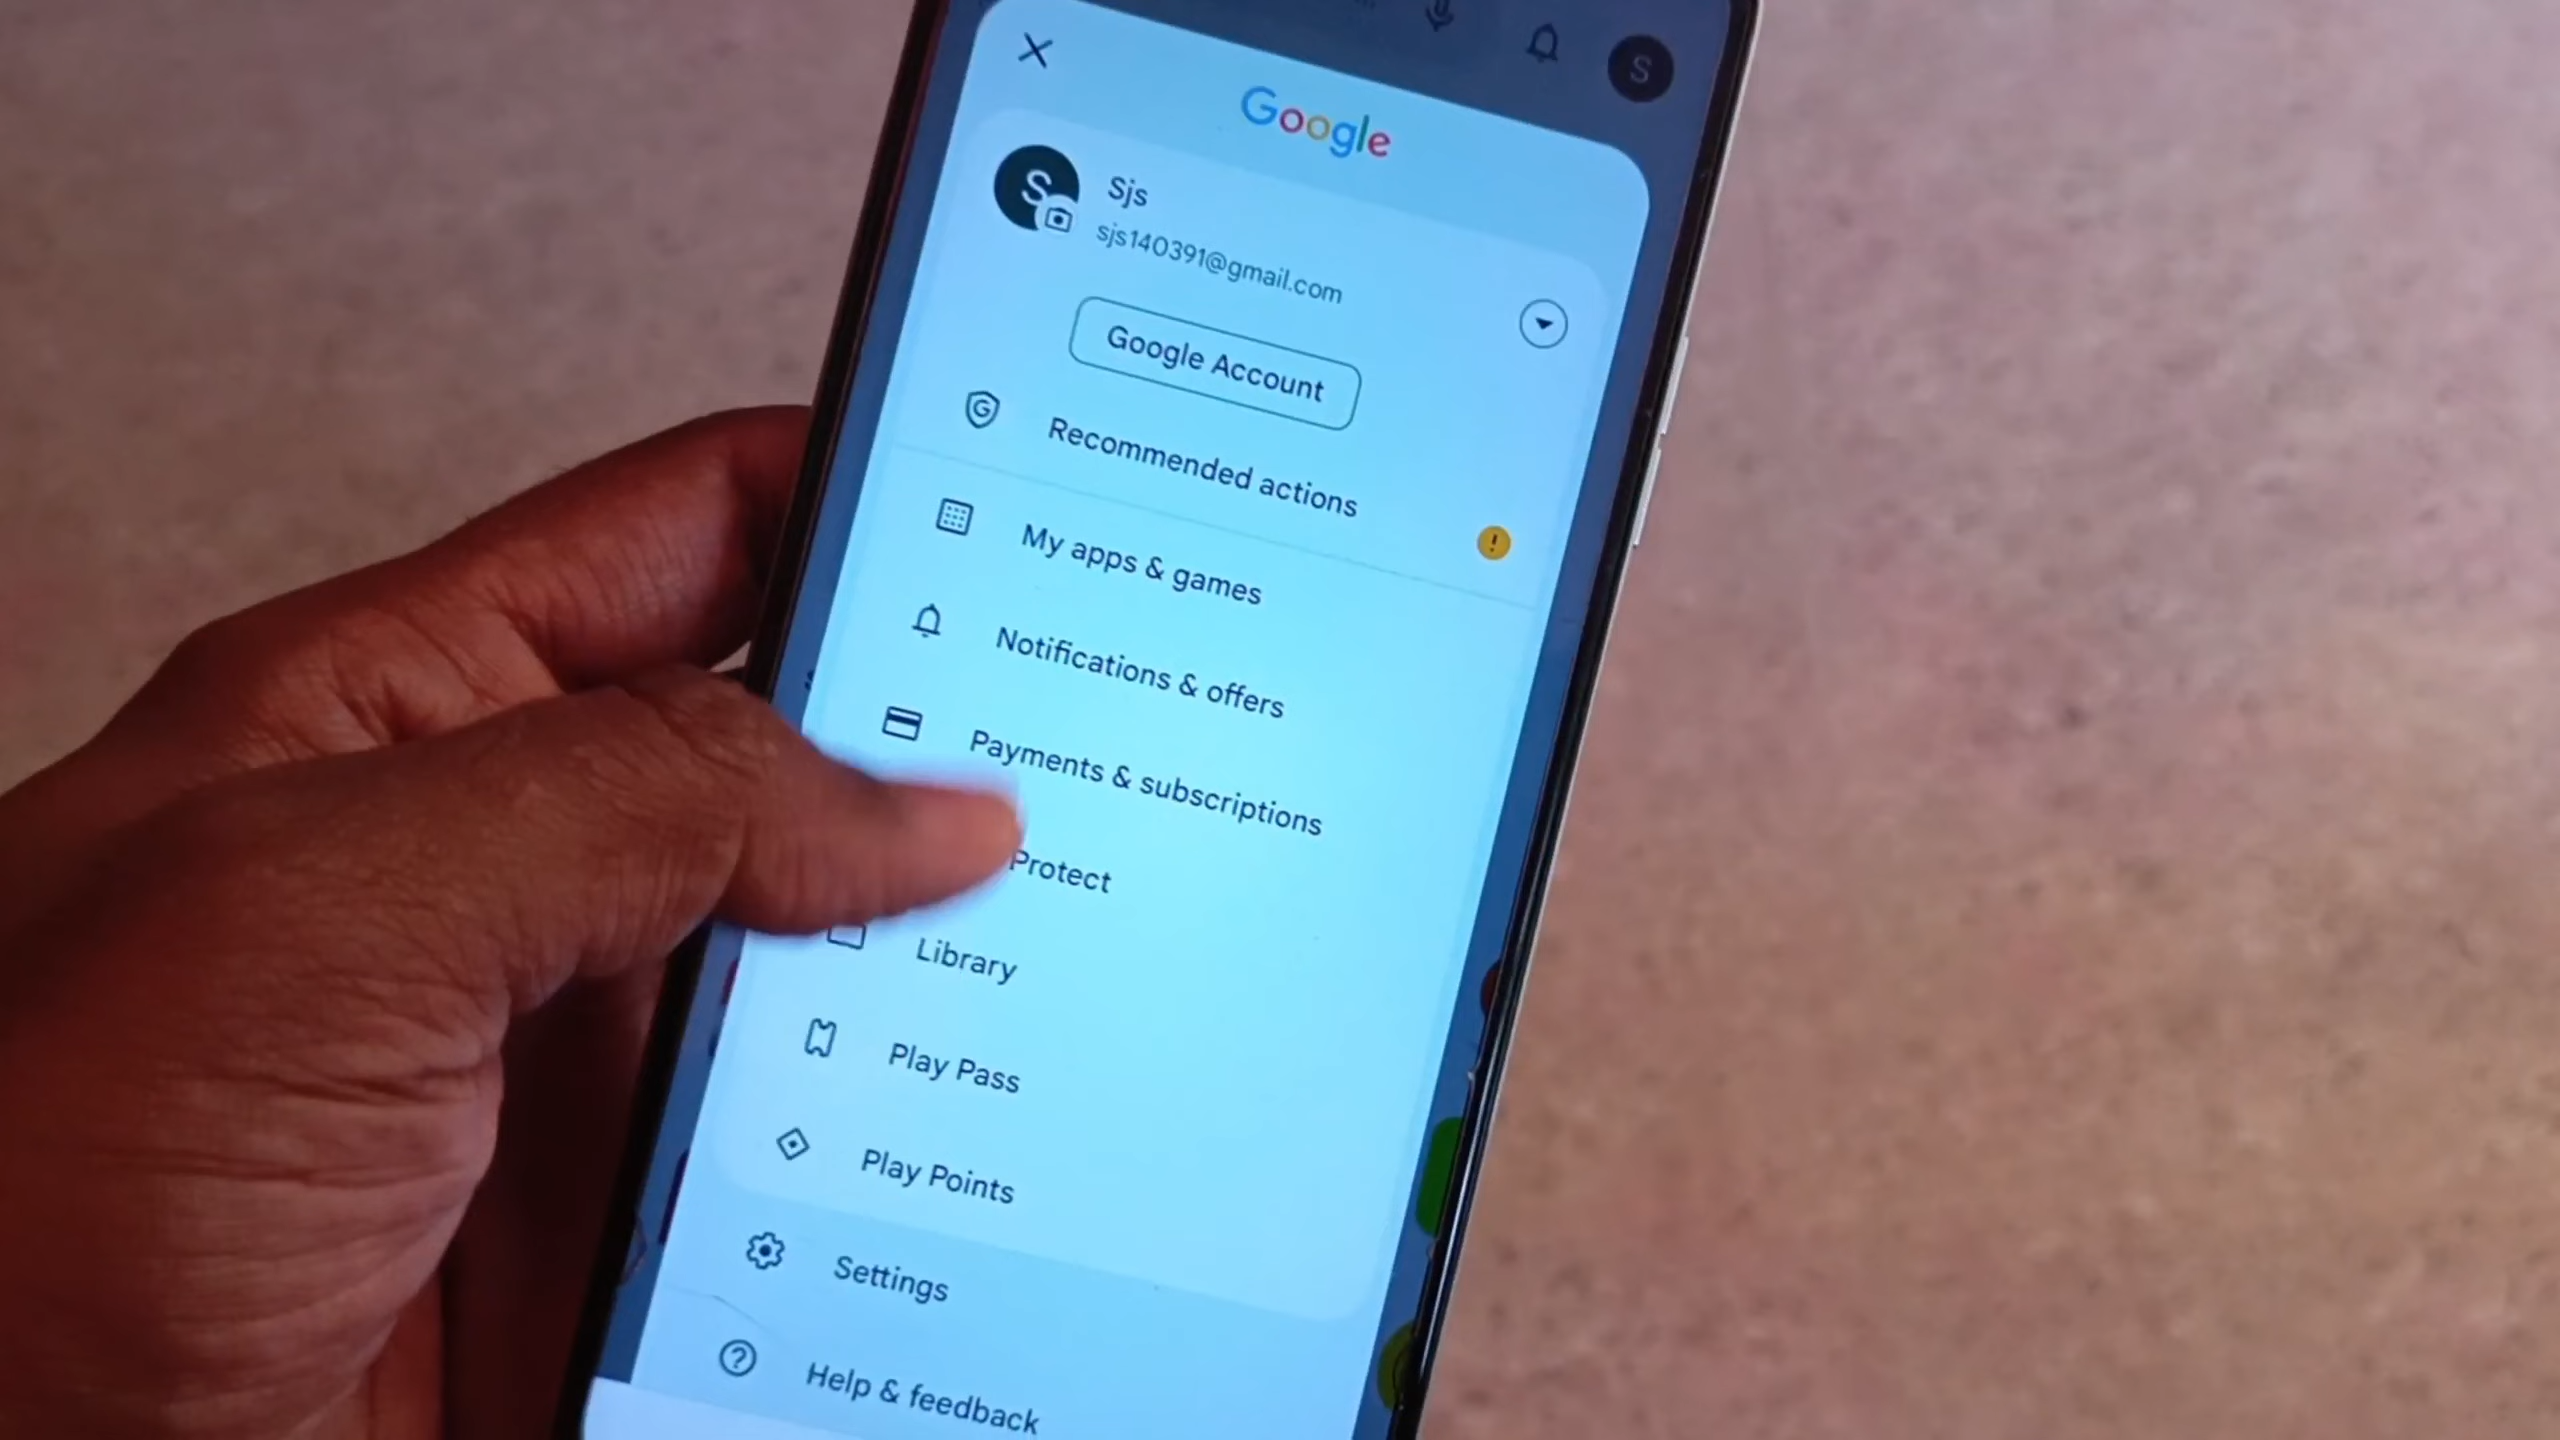 S
Google
S
Sjs
sjs140391@gmail.com
Google Account
Recommended actions
My apps & games
Notifications & offers
Payments & subscriptions
Protect
Library
Play Pass
Play Points
Settings
Help & feedback